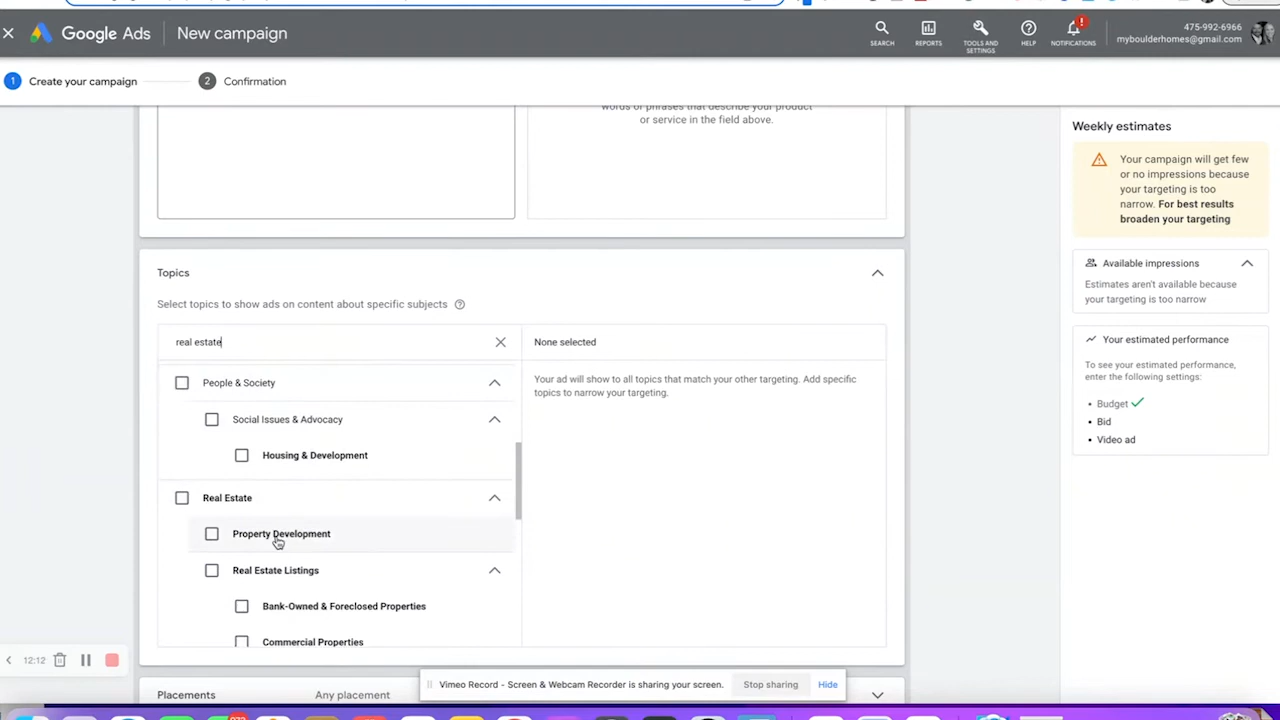 Google Ads
New campaign
SEARCH
REPORTS
TOOLS AND
SETTINGS
HELP
!
NOTIFICATIONS
475-992-6966
myboulderhomes@gmail.com
1 Create your campaign
2 Confirmation
words or phrases that describe your product
or service in the field above.
Topics
Select topics to show ads on content about specific subjects
real estate
None selected
People & Society
Social Issues & Advocacy
Housing & Development
Real Estate
Property Development
Real Estate Listings
Bank-Owned & Foreclosed Properties
Commercial Properties
Your ad will show to all topics that match your other targeting. Add specific
topics to narrow your targeting.
Placements
Any placement
Weekly estimates
Your campaign will get few
or no impressions because
your targeting is too
narrow. For best results
broaden your targeting
Available impressions
Estimates aren't available because
your targeting is too narrow
Your estimated performance
To see your estimated performance,
enter the following settings:
• Budget
• Bid
• Video ad
12:12
Vimeo Record - Screen & Webcam Recorder is sharing your screen.
Stop sharing
Hide